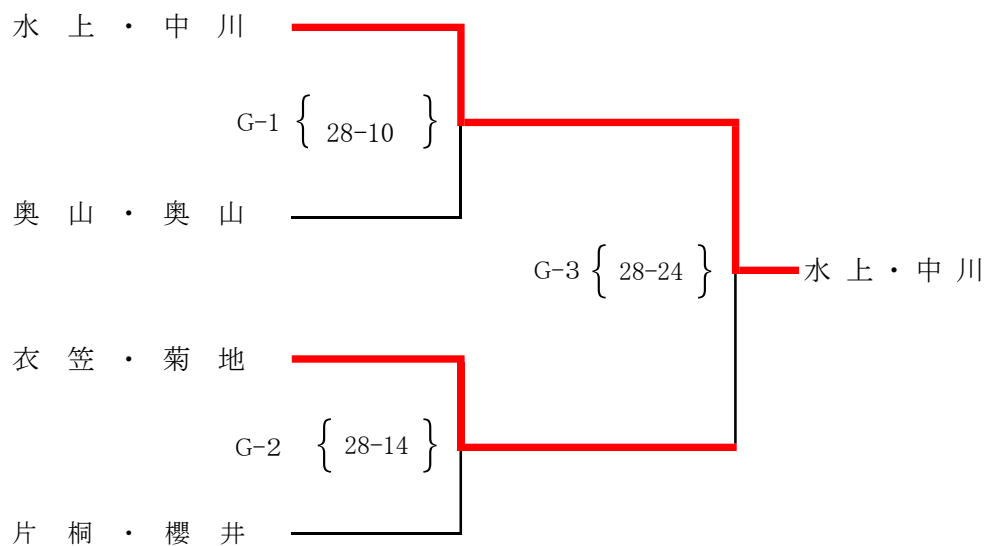 水 上 ・ 中 川
G-1 { 28-10 }
奥 山 ・ 奥 山
G-3 { 28-24 } 水 上 ・ 中 川
衣 笠 ・ 菊 地
G-2 { 28-14 }
片 桐 ・ 櫻 井